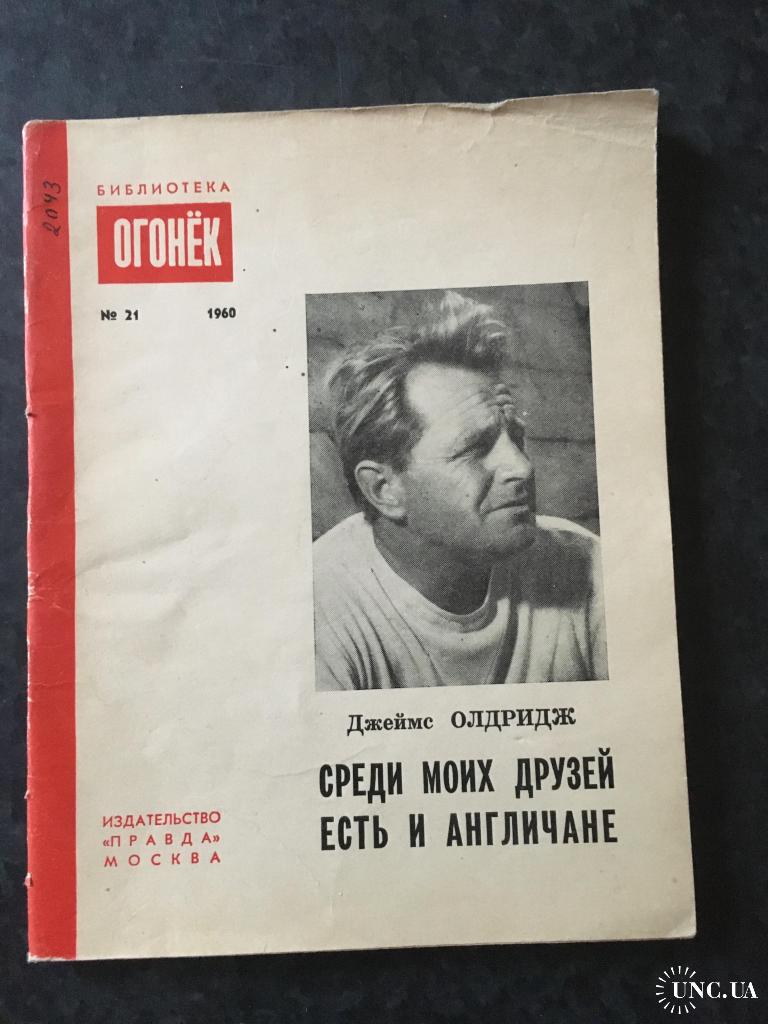 2043
БИБЛИОТЕКА
ОГОНЁК
№ 21 1960
Джеймс ОЛДРИДЖ
СРЕДИ МОИХ ДРУЗЕЙ
ЕСТЬ И АНГЛИЧАНЕ
ИЗДАТЕЛЬСТВО
«ПРАВДА»
МОСКВА
UNC.UA